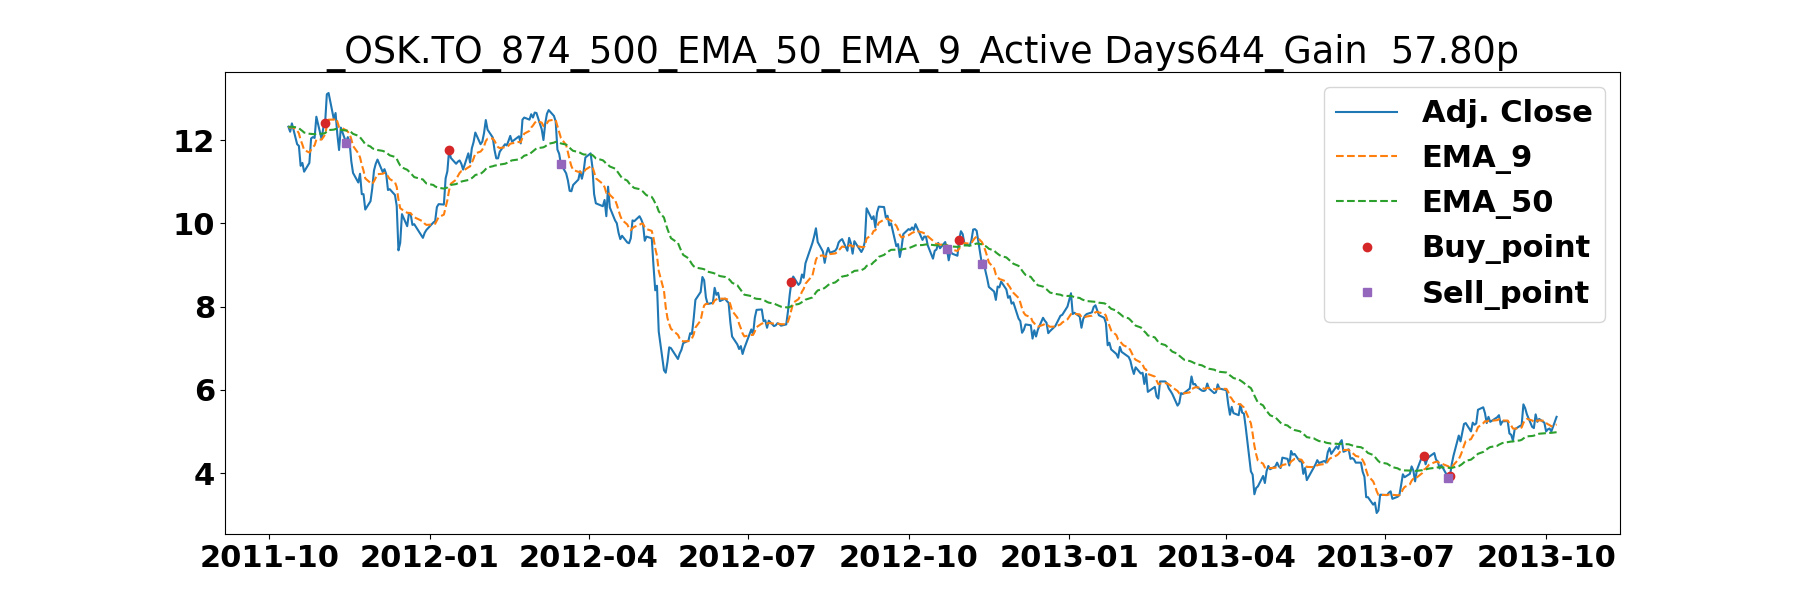 _OSK.TO_874_500_EMA_50_EMA_9_Active Days644_Gain  57.80p
Adj. Close
EMA_9
EMA_50
Buy_point
Sell_point
12
10
8
6
4
2011-10 2012-01 2012-04 2012-07 2012-10 2013-01 2013-04 2013-07 2013-10